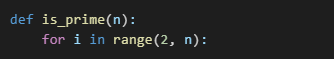 def is_prime(n):
    for i in range(2, n):